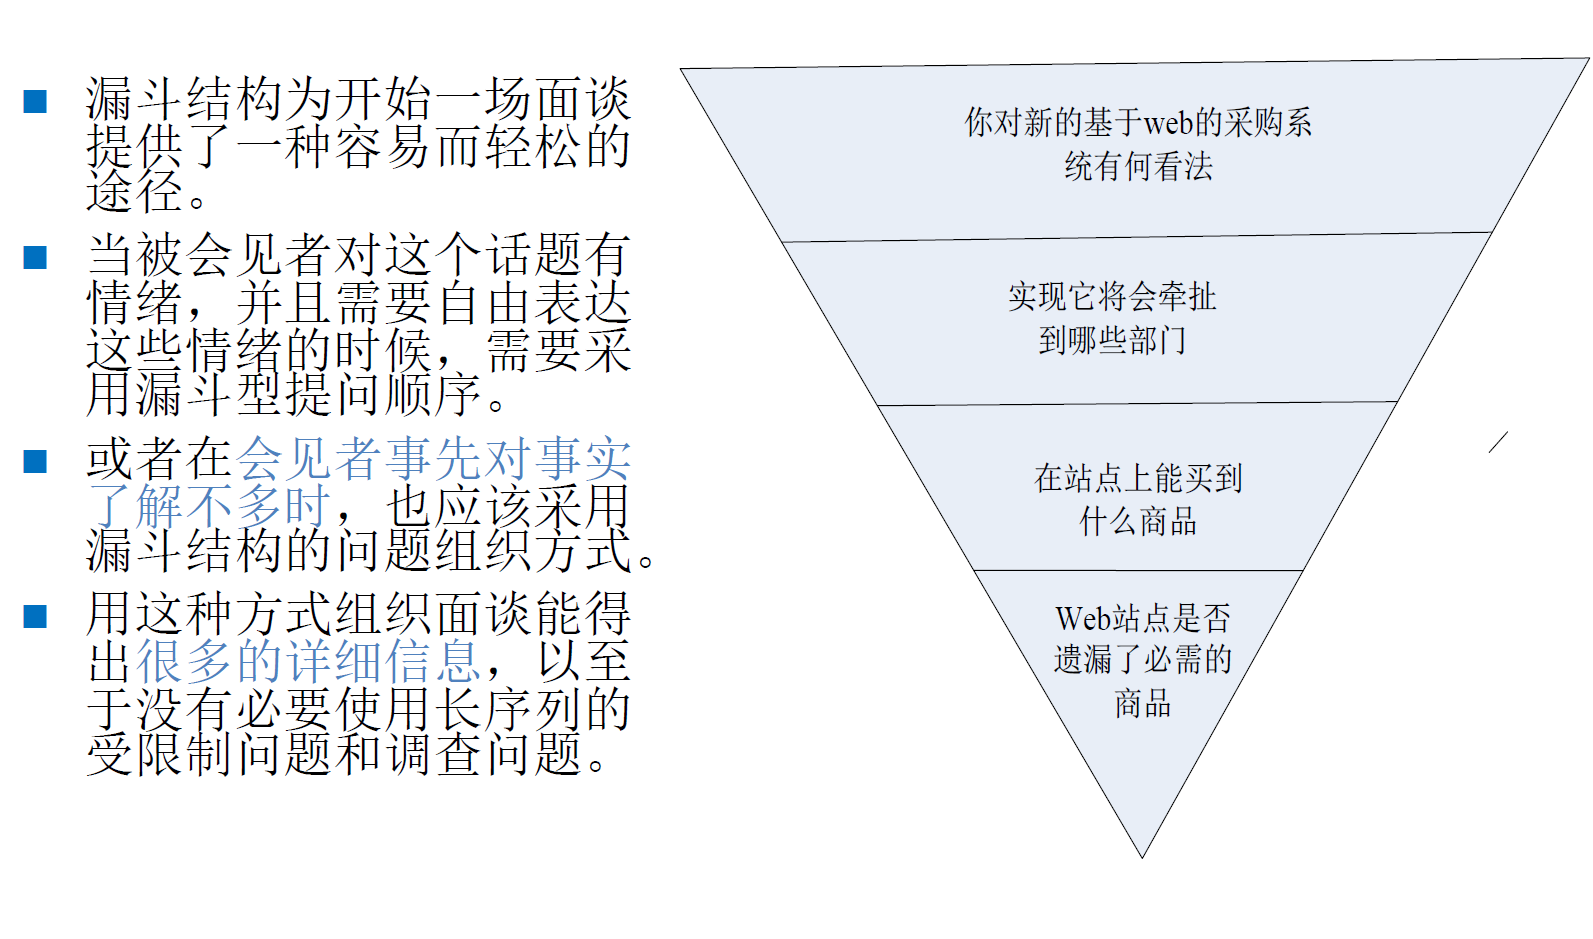 漏斗结构为开始一场面谈
提供了一种容易而轻松的
途径。
当被会见者对这个话题有
情绪，并且需要自由表达
这些情绪的时候，需要采
用漏斗型提问顺序。
或者在会见者事先对事实
了解不多时，也应该采用
漏斗结构的问题组织方式。
用这种方式组织面谈能得
出很多的详细信息，以至
于没有必要使用长序列的
受限制问题和调查问题。
你对新的基于web的采购系
统有何看法
实现它将会牵扯
到哪些部门
在站点上能买到
什么商品
Web站点是否
遗漏了必需的
商品